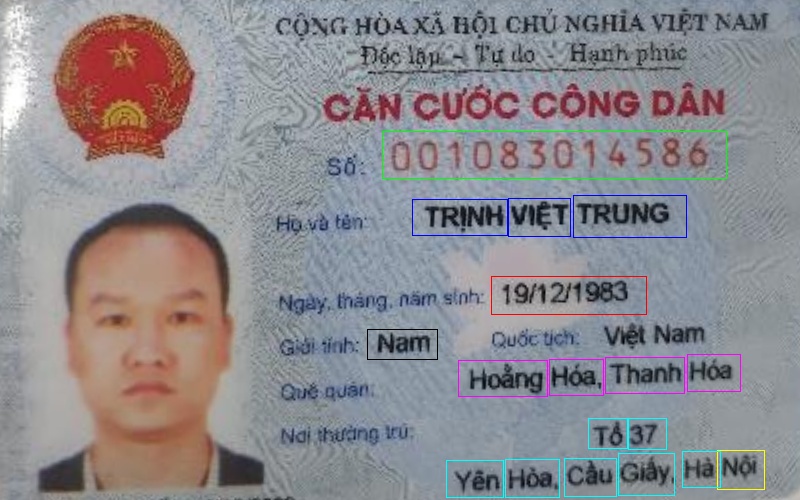 CỘNG HÒA XÃ HỘI CHỦ NGHĨA VIỆT NAM
Độc lập - Tự do - Hạnh phúc
CĂN CƯỚC CÔNG DÂN
Số: 001083014586
Họ và tên: TRỊNH VIỆT TRUNG
Ngày, tháng, năm sinh: 19/12/1983
Giới tính: Nam Quốc tịch: Việt Nam
Quê quán: Hoằng Hóa, Thanh Hóa
Nơi thường trú: Tổ 37
Yên Hòa, Cầu Giấy, Hà Nội